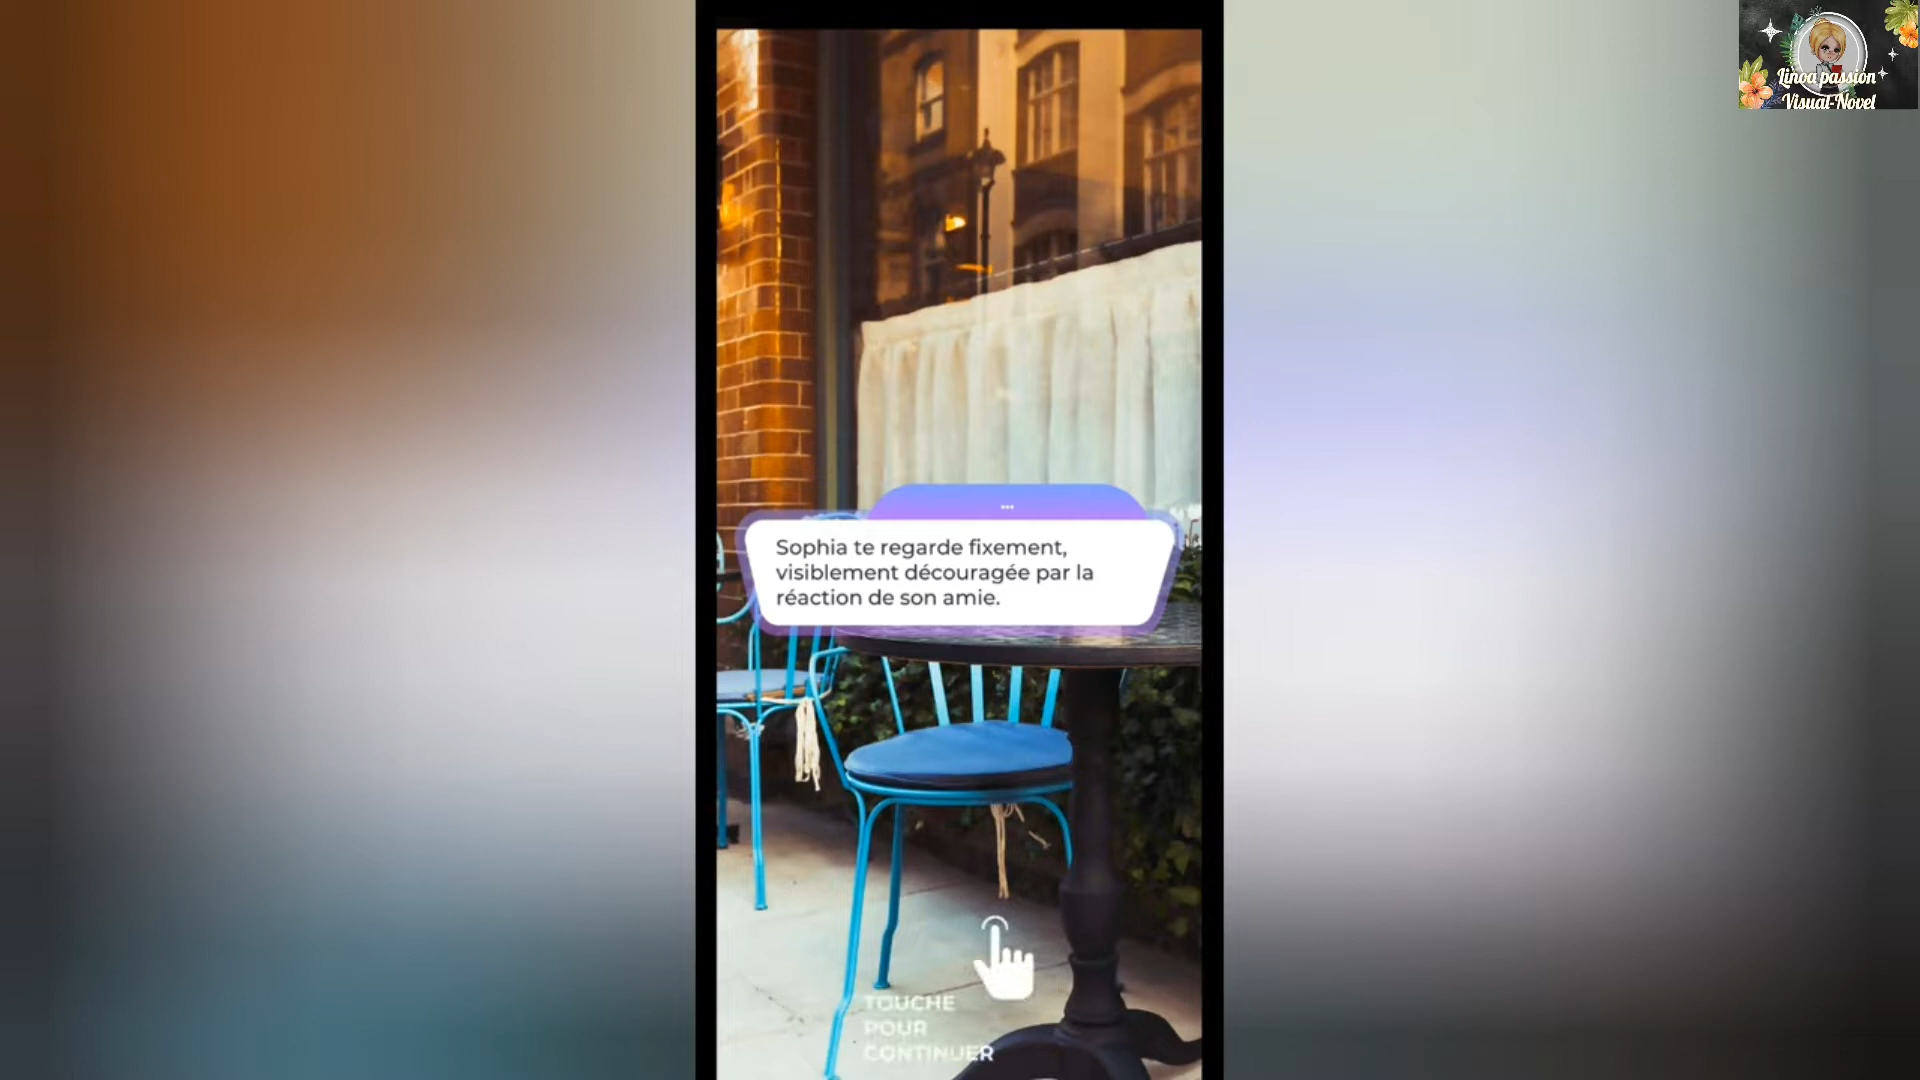 Linoa passion
Visual-Novel
...
Sophia te regarde fixement,
visiblement découragée par la
réaction de son amie.
TOUCHE
POUR
CONTINUER